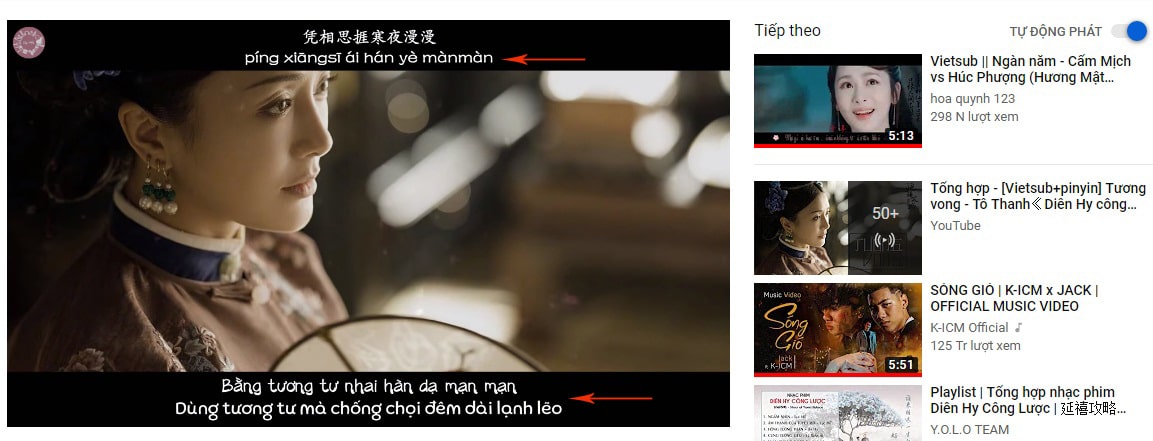 凭相思捱寒夜漫漫
píng xiāngsī ái hán yè mànmàn
Bằng tương tư nhai hàn dạ mạn mạn
Dùng tương tư mà chống chọi đêm dài lạnh lẽo
Tiếp theo
TỰ ĐỘNG PHÁT
5:13
Vietsub || Ngàn năm - Cẩm Mịch
vs Húc Phượng (Hương Mật...
hoa quynh 123
298 N lượt xem
50+
Tổng hợp - [Vietsub+pinyin] Tương
vong - Tô Thanh《 Diên Hy công...
YouTube
Music Video
Sóng
Gió
Jack
K-ICM
5:51
SÓNG GIÓ | K-ICM x JACK |
OFFICIAL MUSIC VIDEO
K-ICM Official
125 Tr lượt xem
NHẠC PHIM
DIÊN HY CÔNG LƯỢC
Playlist | Tổng hợp nhạc phim
Diên Hy Công Lược | 延禧攻略...
Y.O.L.O TEAM